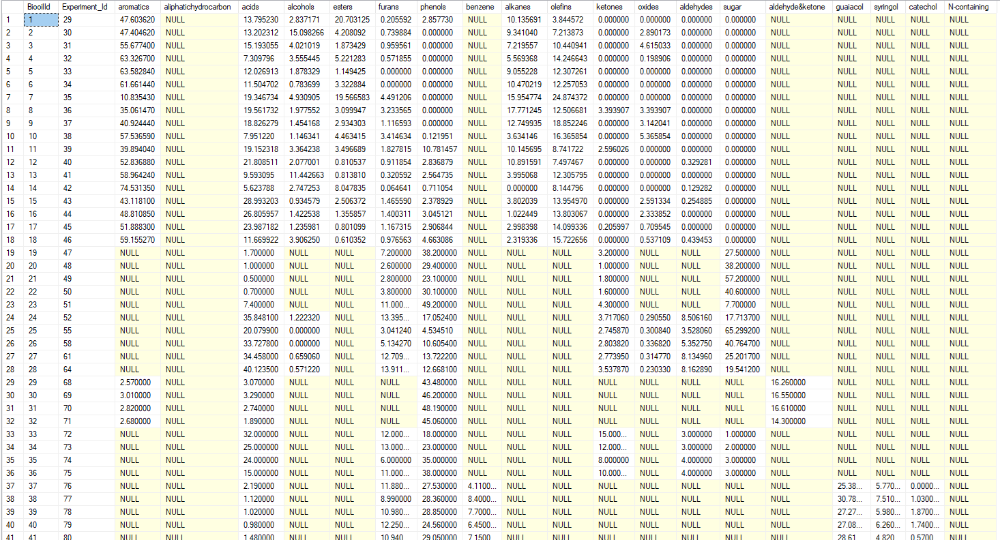 BiooilId Experiment_Id aromatics aliphatichydrocarbon acids alcohols esters furans phenols benzene alkanes olefins ketones oxides aldehydes sugar aldehyde&ketone guaiacol syringol catechol N-containing
1 1 29 47.603620 NULL 13.795230 2.837171 20.703125 0.205592 2.857730 NULL 10.135691 3.844572 0.000000 0.000000 0.000000 0.000000 NULL NULL NULL NULL NULL
2 2 30 47.404620 NULL 13.202312 15.098266 4.208092 0.739884 0.000000 NULL 9.341040 7.213873 0.000000 2.890173 0.000000 0.000000 NULL NULL NULL NULL NULL
3 3 31 55.677400 NULL 15.193055 4.021019 1.873429 0.959561 0.000000 NULL 7.219557 10.440941 0.000000 4.615033 0.000000 0.000000 NULL NULL NULL NULL NULL
4 4 32 63.326700 NULL 7.309796 3.555445 5.221283 0.571855 0.000000 NULL 5.569368 14.246643 0.000000 0.198906 0.000000 0.000000 NULL NULL NULL NULL NULL
5 5 33 63.582840 NULL 12.026913 1.878329 1.149425 0.000000 0.000000 NULL 9.055228 12.307261 0.000000 0.000000 0.000000 0.000000 NULL NULL NULL NULL NULL
6 6 34 61.661440 NULL 11.504702 0.783699 3.322884 0.000000 0.000000 NULL 10.470219 12.257053 0.000000 0.000000 0.000000 0.000000 NULL NULL NULL NULL NULL
7 7 35 10.835430 NULL 19.346734 4.930905 19.566583 4.491206 0.000000 NULL 15.954774 24.874372 0.000000 0.000000 0.000000 0.000000 NULL NULL NULL NULL NULL
8 8 36 35.061470 NULL 19.561732 1.977552 3.099947 3.233565 0.000000 NULL 17.771245 12.506681 3.393907 3.393907 0.000000 0.000000 NULL NULL NULL NULL NULL
9 9 37 40.924440 NULL 18.826279 1.454168 2.934303 1.116593 0.000000 NULL 12.749935 18.852246 0.000000 3.142041 0.000000 0.000000 NULL NULL NULL NULL NULL
10 10 38 57.536590 NULL 7.951220 1.146341 4.463415 3.414634 0.121951 NULL 3.634146 16.365854 0.000000 5.365854 0.000000 0.000000 NULL NULL NULL NULL NULL
11 11 39 39.894040 NULL 19.152318 3.364238 3.496689 1.827815 10.781457 NULL 10.145695 8.741722 2.596026 0.000000 0.000000 0.000000 NULL NULL NULL NULL NULL
12 12 40 52.836880 NULL 21.808511 2.077001 0.810537 0.911854 2.836879 NULL 10.891591 7.497467 0.000000 0.000000 0.329281 0.000000 NULL NULL NULL NULL NULL
13 13 41 58.964240 NULL 9.593095 11.442663 0.813810 0.320592 2.564735 NULL 3.995068 12.305795 0.000000 0.000000 0.000000 0.000000 NULL NULL NULL NULL NULL
14 14 42 74.531350 NULL 5.623788 2.747253 8.047835 0.064641 0.711054 NULL 0.000000 8.144796 0.000000 0.000000 0.129282 0.000000 NULL NULL NULL NULL NULL
15 15 43 43.118100 NULL 28.993203 0.934579 2.506372 1.465590 2.378929 NULL 3.802039 13.954970 0.000000 2.591334 0.254885 0.000000 NULL NULL NULL NULL NULL
16 16 44 48.810850 NULL 26.805957 1.422538 1.355857 1.400311 3.045121 NULL 1.022449 13.803067 0.000000 2.333852 0.000000 0.000000 NULL NULL NULL NULL NULL
17 17 45 51.888300 NULL 23.987182 1.235981 0.801099 1.167315 2.906844 NULL 2.998398 14.099336 0.205997 0.709545 0.000000 0.000000 NULL NULL NULL NULL NULL
18 18 46 59.155270 NULL 11.669922 3.906250 0.610352 0.976563 4.663086 NULL 2.319336 15.722656 0.000000 0.537109 0.439453 0.000000 NULL NULL NULL NULL NULL
19 19 47 NULL NULL 1.700000 NULL NULL 7.200000 38.200000 NULL NULL NULL 3.200000 NULL NULL 27.500000 NULL NULL NULL NULL NULL
20 20 48 NULL NULL 1.000000 NULL NULL 2.600000 29.400000 NULL NULL NULL 1.000000 NULL NULL 38.200000 NULL NULL NULL NULL NULL
21 21 49 NULL NULL 0.500000 NULL NULL 2.800000 23.100000 NULL NULL NULL 1.800000 NULL NULL 57.200000 NULL NULL NULL NULL NULL
22 22 50 NULL NULL 0.700000 NULL NULL 3.800000 30.100000 NULL NULL NULL 1.600000 NULL NULL 40.600000 NULL NULL NULL NULL NULL
23 23 51 NULL NULL 7.400000 NULL NULL 11.000... 49.200000 NULL NULL NULL 4.300000 NULL NULL 7.700000 NULL NULL NULL NULL NULL
24 24 52 NULL NULL 35.848100 1.222320 NULL 13.395... 17.052400 NULL NULL NULL 3.717060 0.290550 8.506160 17.713700 NULL NULL NULL NULL NULL
25 25 55 NULL NULL 20.079900 0.000000 NULL 3.041240 4.534510 NULL NULL NULL 2.745870 0.300840 3.528060 65.299200 NULL NULL NULL NULL NULL
26 26 58 NULL NULL 33.727800 0.000000 NULL 5.134270 10.605400 NULL NULL NULL 2.803820 0.336820 5.352750 40.764700 NULL NULL NULL NULL NULL
27 27 61 NULL NULL 34.458000 0.659060 NULL 12.709... 13.722200 NULL NULL NULL 2.773950 0.314770 8.134960 25.201700 NULL NULL NULL NULL NULL
28 28 64 NULL NULL 40.123500 0.571220 NULL 13.911... 12.668100 NULL NULL NULL 3.537870 0.230330 8.162890 19.541200 NULL NULL NULL NULL NULL
29 29 68 2.570000 NULL 3.070000 NULL NULL NULL 43.480000 NULL NULL NULL NULL NULL NULL NULL 16.260000 NULL NULL NULL NULL
30 30 69 3.010000 NULL 3.290000 NULL NULL NULL 46.200000 NULL NULL NULL NULL NULL NULL NULL 16.550000 NULL NULL NULL NULL
31 31 70 2.820000 NULL 2.740000 NULL NULL NULL 48.190000 NULL NULL NULL NULL NULL NULL NULL 16.610000 NULL NULL NULL NULL
32 32 71 2.680000 NULL 1.890000 NULL NULL NULL 45.060000 NULL NULL NULL NULL NULL NULL NULL 14.300000 NULL NULL NULL NULL
33 33 72 NULL NULL 32.000000 NULL NULL 12.000... 18.000000 NULL NULL NULL 15.000... NULL 3.000000 1.000000 NULL NULL NULL NULL NULL
34 34 73 NULL NULL 25.000000 NULL NULL 13.000... 23.000000 NULL NULL NULL 12.000... NULL 3.000000 2.000000 NULL NULL NULL NULL NULL
35 35 74 NULL NULL 24.000000 NULL NULL 6.000000 35.000000 NULL NULL NULL 8.000000 NULL 4.000000 3.000000 NULL NULL NULL NULL NULL
36 36 75 NULL NULL 15.000000 NULL NULL 11.000... 38.000000 NULL NULL NULL 10.000... NULL 4.000000 3.000000 NULL NULL NULL NULL NULL
37 37 76 NULL NULL 2.190000 NULL NULL 11.880... 27.530000 4.1100... NULL NULL NULL NULL NULL NULL NULL 25.38... 5.770... 0.0000... NULL
38 38 77 NULL NULL 1.120000 NULL NULL 8.990000 28.360000 8.4000... NULL NULL NULL NULL NULL NULL NULL 30.78... 7.510... 1.0300... NULL
39 39 78 NULL NULL 1.020000 NULL NULL 10.980... 28.850000 7.7000... NULL NULL NULL NULL NULL NULL NULL 27.27... 5.980... 1.8700... NULL
40 40 79 NULL NULL 0.980000 NULL NULL 12.250... 24.560000 6.4500... NULL NULL NULL NULL NULL NULL NULL 27.08... 6.260... 1.7400... NULL
41 41 80 NULL NULL 1.480000 NULL NULL 10.940 29.050000 7.1500 NULL NULL NULL NULL NULL NULL NULL 28.61 4.820 0.5700 NULL